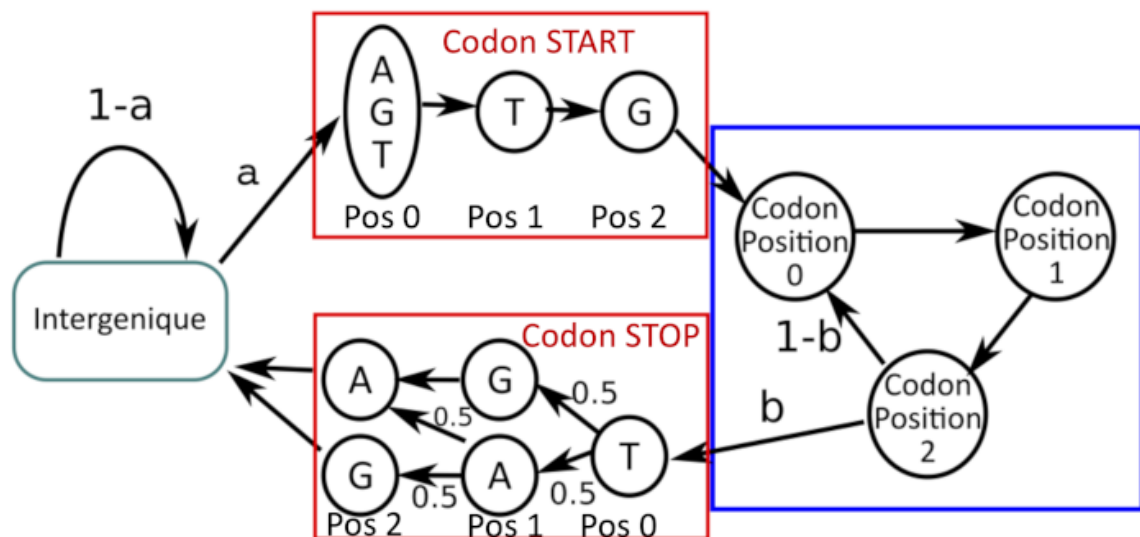 Codon START
1-a
a
A
G
T
T
G
Pos 0
Pos 1
Pos 2
Codon
Position
0
Codon
Position
1
Codon
Position
2
1-b
b
Intergenique
Codon STOP
A
G
0.5
0.5
T
G
A
0.5
0.5
Pos 2
Pos 1
Pos 0